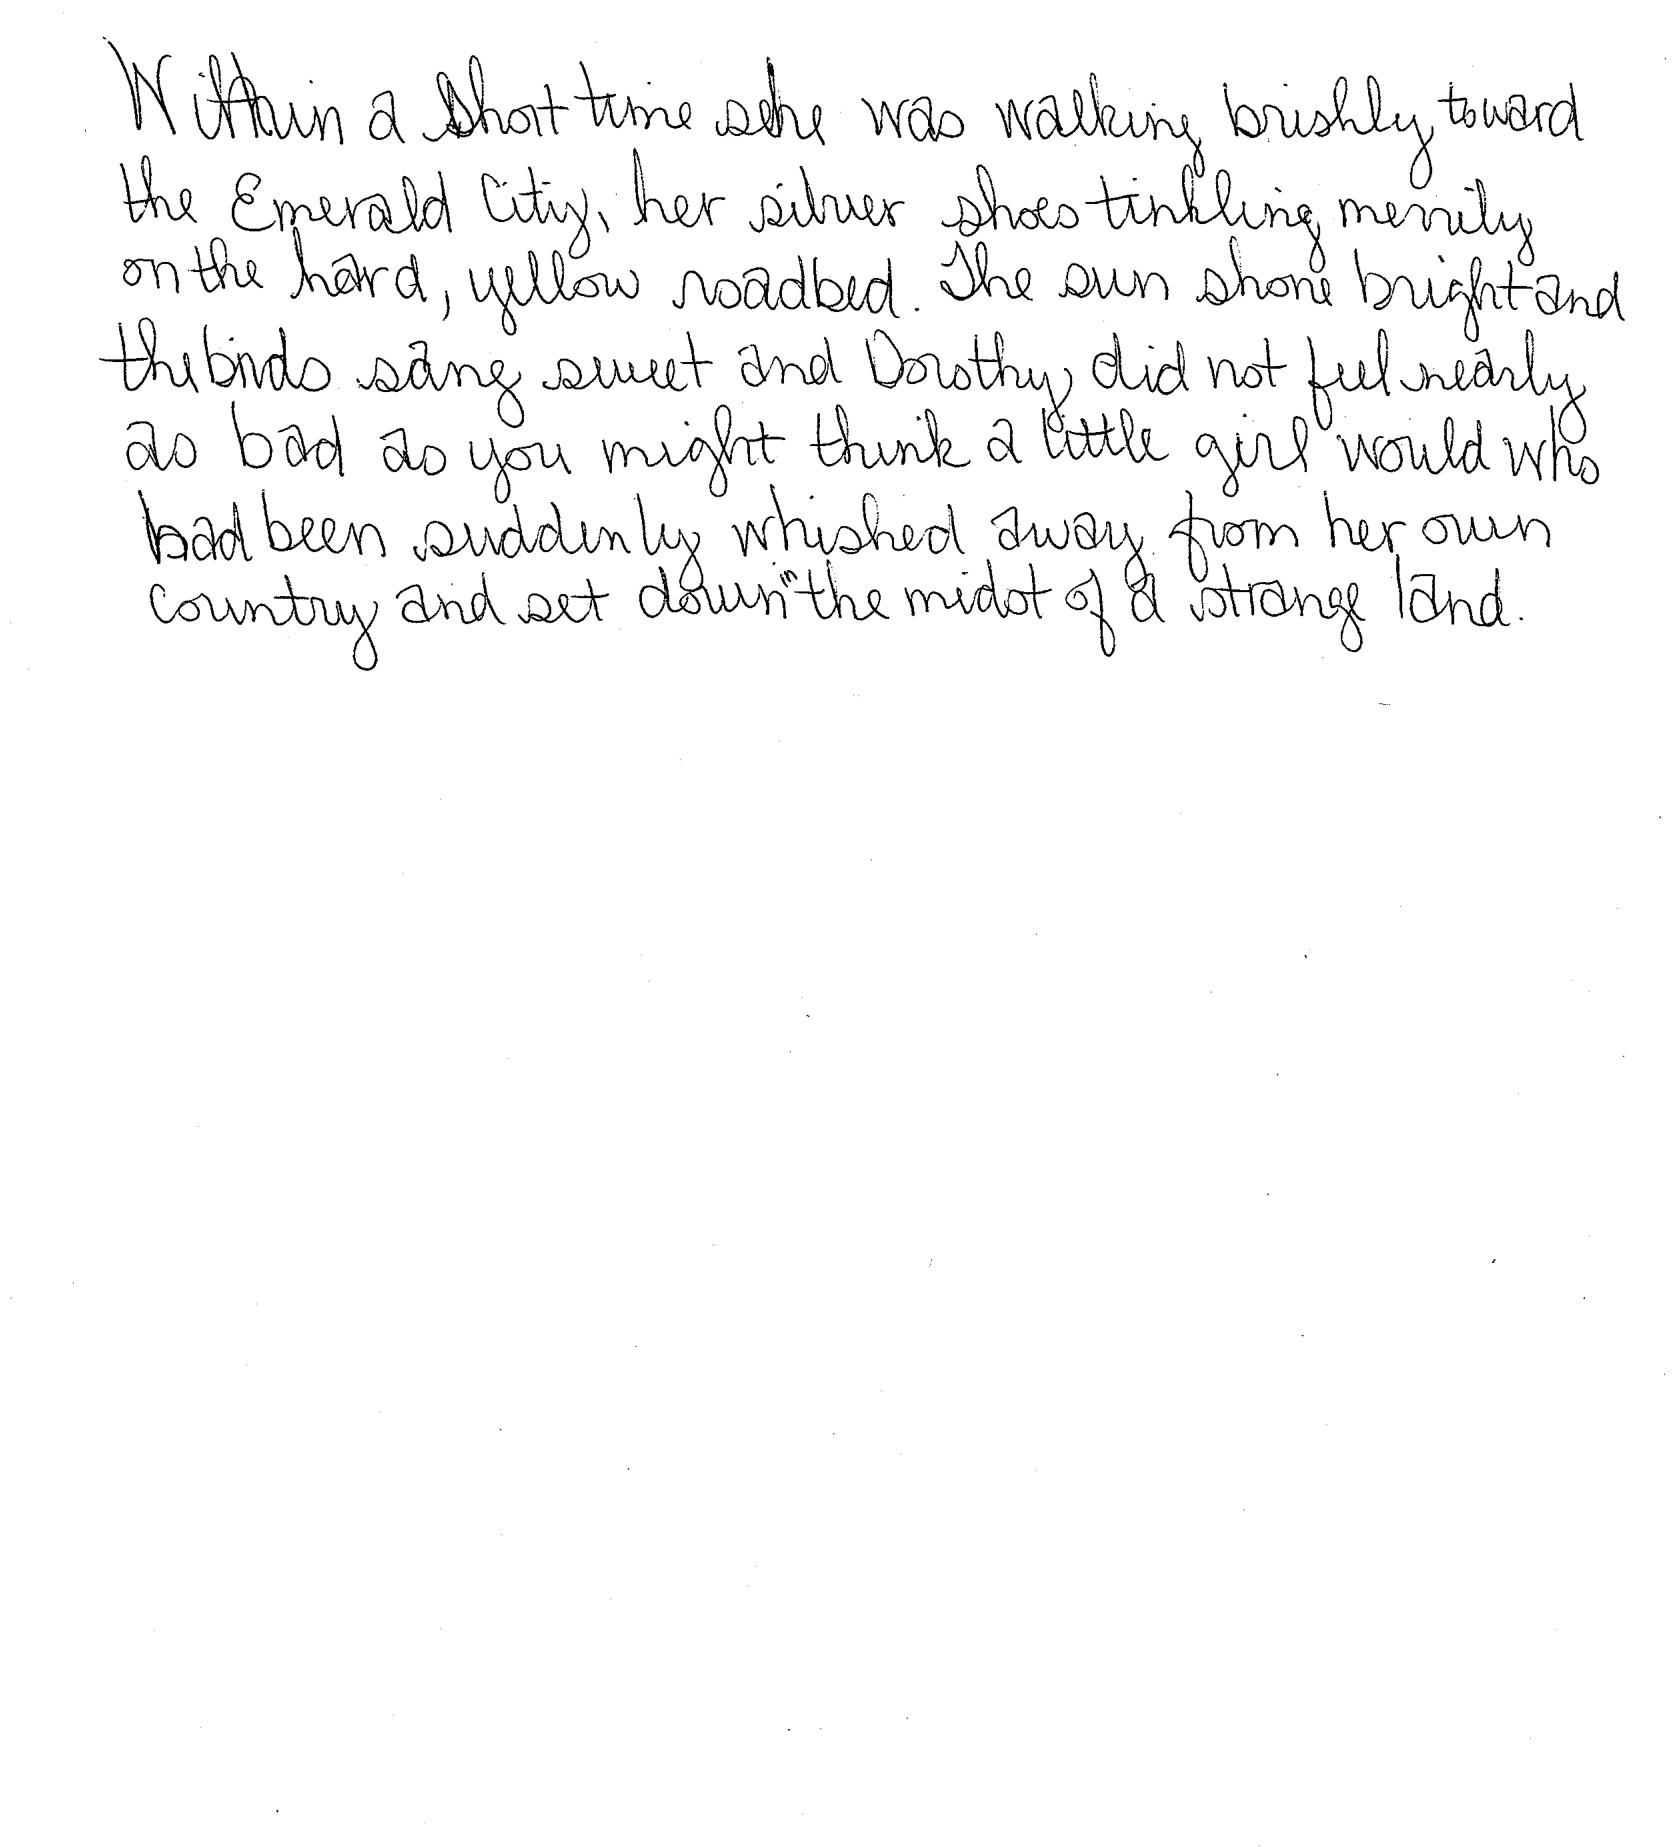 Within a short time she was walking briskly toward
the Emerald City, her silver shoes tinkling merrily
on the hard, yellow roadbed. The sun shone bright and
the birds sang sweet and Dorothy did not feel nearly
as bad as you might think a little girl would who
had been suddenly whished away from her own
country and set down in the midst of a strange land.